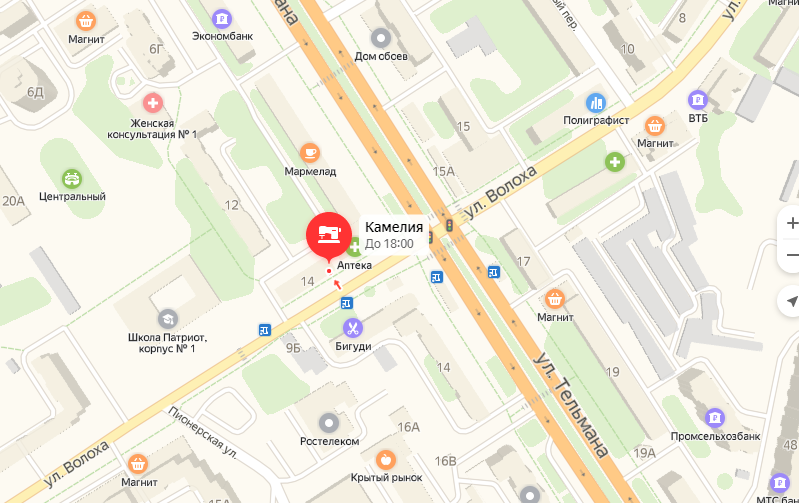 Магнит
Экономбанк
6Г
ана
Дом обоев
ый пер.
8
10
ул.
6Д
Женская
консультация № 1
15
Полиграфист
ВТБ
Магнит
Мармелад
15А
Центральный
20А
12
ул. Волоха
Камелия
До 18:00
Аптека
14
17
Магнит
Школа Патриот,
корпус № 1
9Б
Бигуди
14
19
ул. Тельмана
Пионерская ул.
Ростелеком
16А
Промсельхозбанк
48
ул. Волоха
Магнит
Крытый рынок
16В
19А
МТС бан